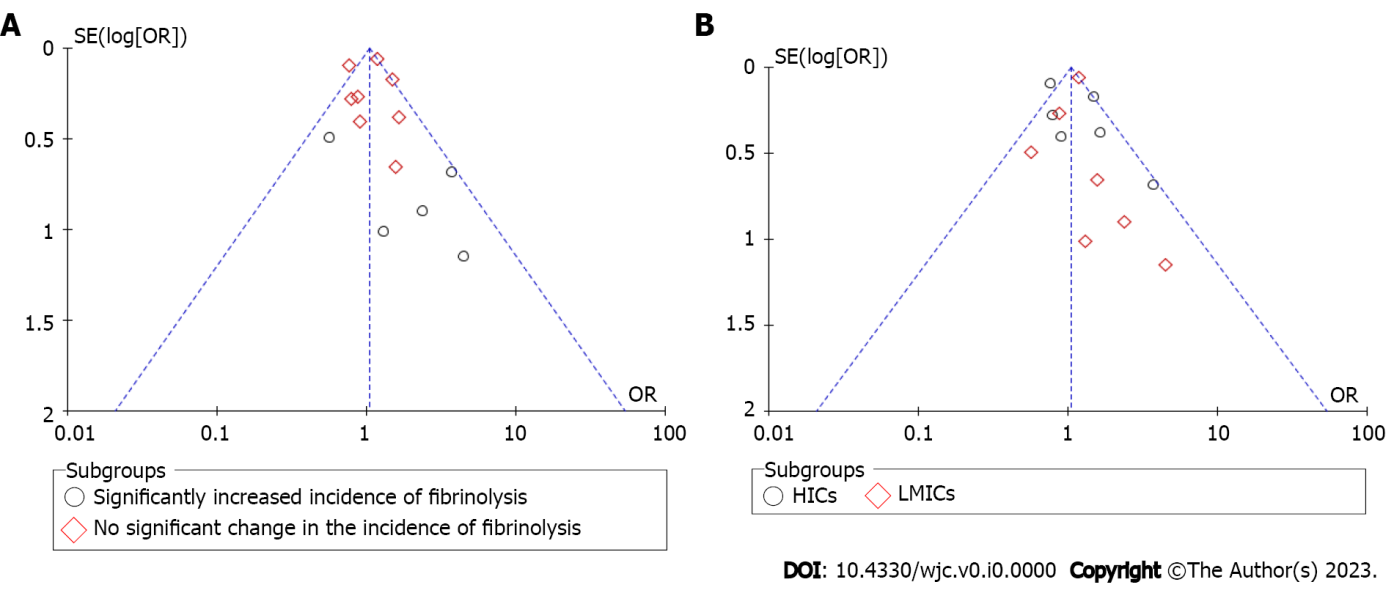 A
SE(log[OR])
0
0.5
1
1.5
2
OR
0.01 0.1 1 10 100
Subgroups
Significantly increased incidence of fibrinolysis
No significant change in the incidence of fibrinolysis
B
SE(log[OR])
0
0.5
1
1.5
2
OR
0.01 0.1 1 10 100
Subgroups
HICs LMICs
DOI: 10.4330/wjc.v0.i0.0000 Copyright ©The Author(s) 2023.